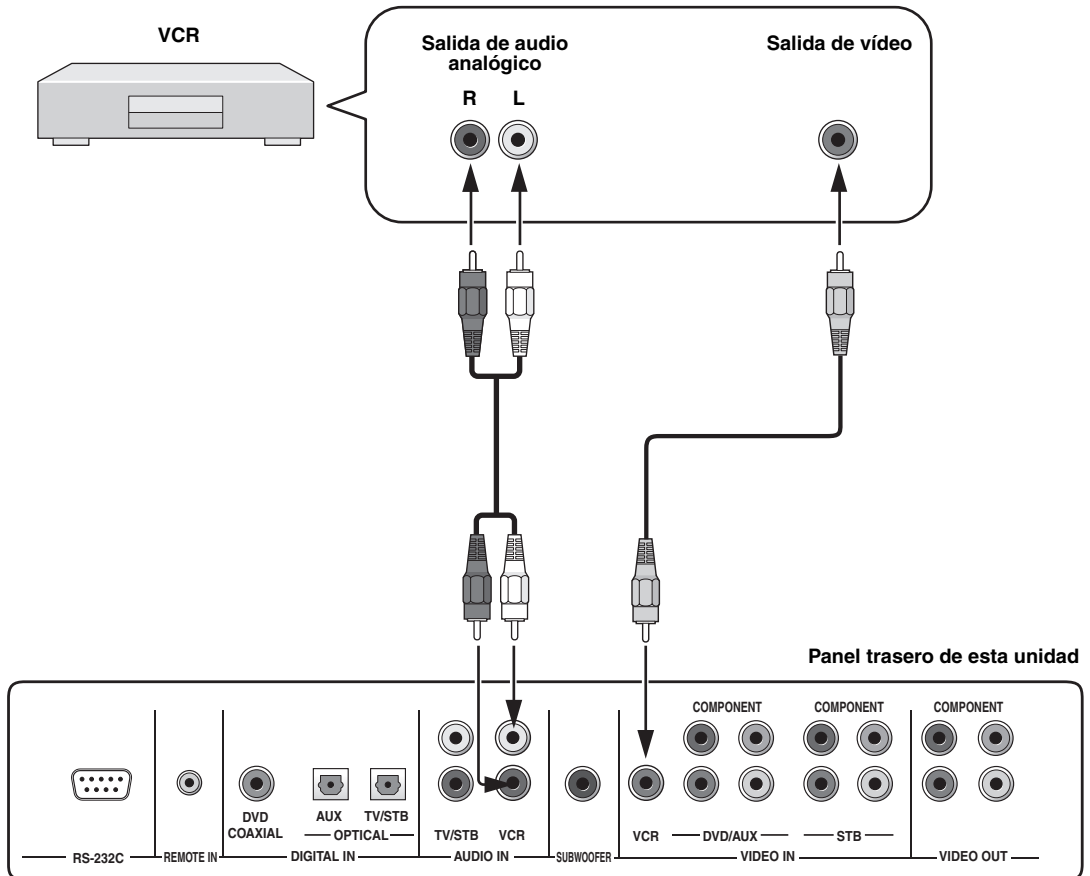 VCR
Salida de audio
analógico
Salida de vídeo
R L
Panel trasero de esta unidad
COMPONENT COMPONENT COMPONENT
DVD
COAXIAL
AUX TV/STB
OPTICAL
TV/STB VCR
VCR DVD/AUX STB
RS-232C REMOTE IN DIGITAL IN AUDIO IN SUBWOOFER VIDEO IN VIDEO OUT